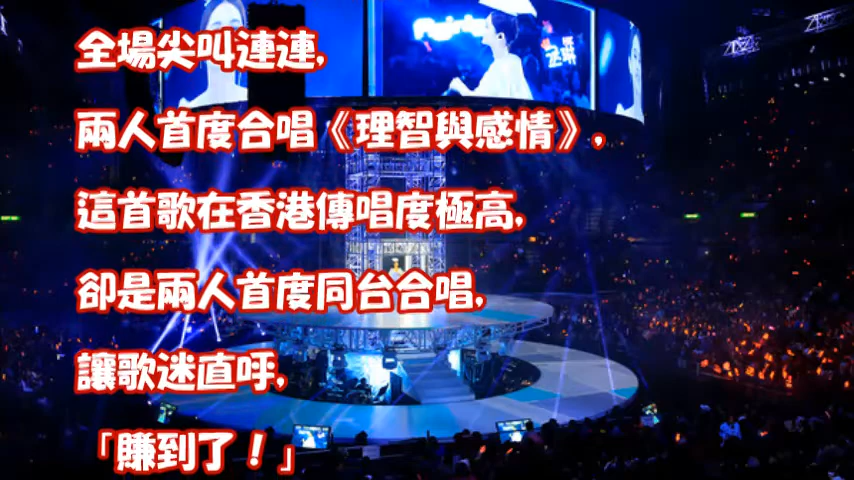 全場尖叫連連,
兩人首度合唱《理智與感情》,
這首歌在香港傳唱度極高,
卻是兩人首度同台合唱,
讓歌迷直呼,
「賺到了！」